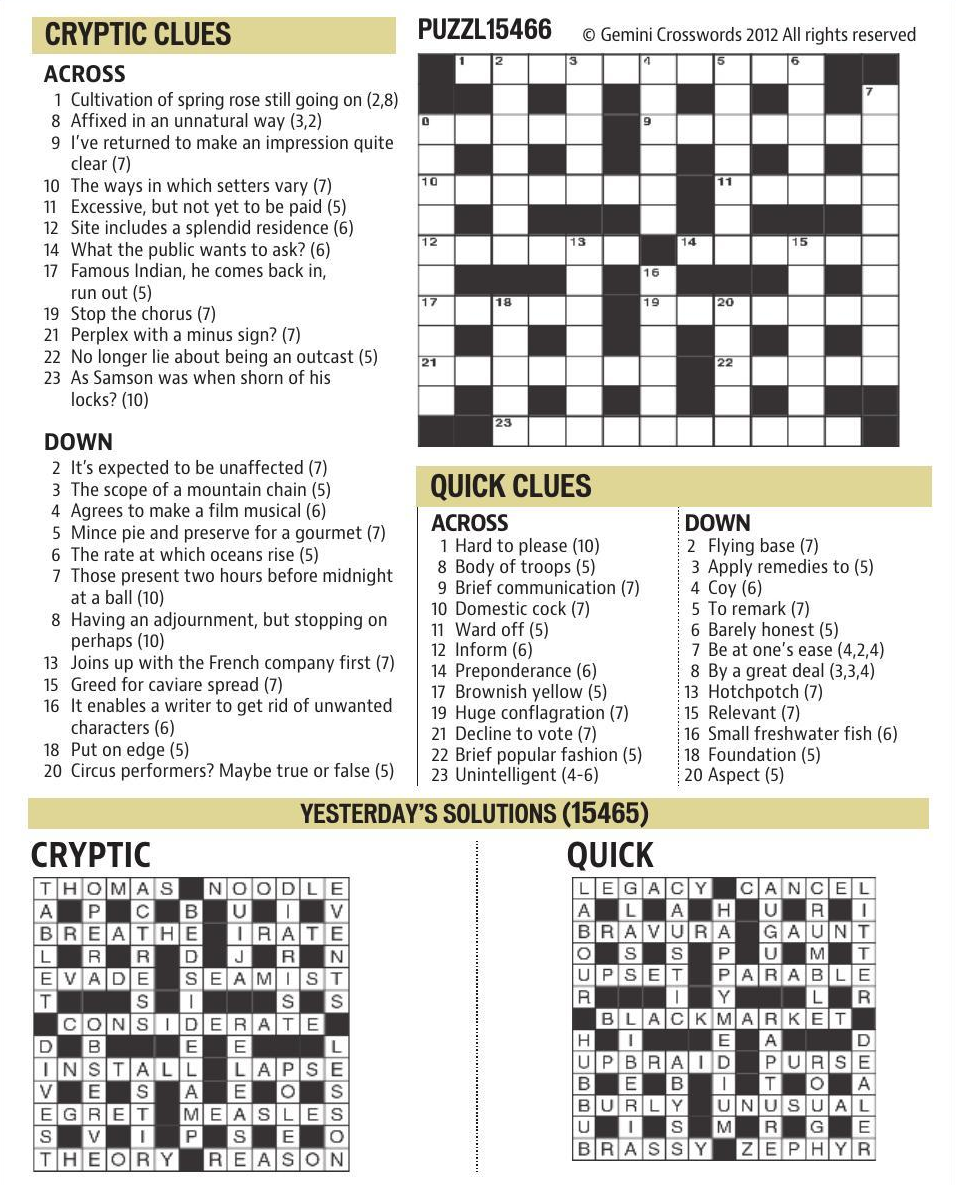 CRYPTIC CLUES
ACROSS
1 Cultivation of spring rose still going on (2,8)
8 Affixed in an unnatural way (3,2)
9 I've returned to make an impression quite
clear (7)
10 The ways in which setters vary (7)
11 Excessive, but not yet to be paid (5)
12 Site includes a splendid residence (6)
14 What the public wants to ask? (6)
17 Famous Indian, he comes back in,
run out (5)
19 Stop the chorus (7)
21 Perplex with a minus sign? (7)
22 No longer lie about being an outcast (5)
23 As Samson was when shorn of his
locks? (10)
DOWN
2 It's expected to be unaffected (7)
3 The scope of a mountain chain (5)
4 Agrees to make a film musical (6)
5 Mince pie and preserve for a gourmet (7)
6 The rate at which oceans rise (5)
7 Those present two hours before midnight
at a ball (10)
8 Having an adjournment, but stopping on
perhaps (10)
13 Joins up with the French company first (7)
15 Greed for caviare spread (7)
16 It enables a writer to get rid of unwanted
characters (6)
18 Put on edge (5)
20 Circus performers? Maybe true or false (5)
PUZZL15466 © Gemini Crosswords 2012 All rights reserved
1 2 3 4 5 6
7
8 9
10 11
12 13 14 15
16
17 18 19 20
21 22
23
QUICK CLUES
ACROSS
1 Hard to please (10)
8 Body of troops (5)
9 Brief communication (7)
10 Domestic cock (7)
11 Ward off (5)
12 Inform (6)
14 Preponderance (6)
17 Brownish yellow (5)
19 Huge conflagration (7)
21 Decline to vote (7)
22 Brief popular fashion (5)
23 Unintelligent (4-6)
DOWN
2 Flying base (7)
3 Apply remedies to (5)
4 Coy (6)
5 To remark (7)
6 Barely honest (5)
7 Be at one's ease (4,2,4)
8 By a great deal (3,3,4)
13 Hotchpotch (7)
15 Relevant (7)
16 Small freshwater fish (6)
18 Foundation (5)
20 Aspect (5)
YESTERDAY'S SOLUTIONS (15465)
CRYPTIC
T H O M A S N O O D L E
A P C B U I V
B R E A T H E I R A T E
L R R D J R N
E V A D E S E A M I S T
T S I S S
C O N S I D E R A T E
D B E E L
I N S T A L L L A P S E
V E S A E O S
E G R E T M E A S L E S
S V I P S E O
T H E O R Y R E A S O N
QUICK
L E G A C Y C A N C E L
A L A H U R I
B R A V U R A G A U N T
O S S P U M T
U P S E T P A R A B L E
R I Y L R
B L A C K M A R K E T
H I E A D
U P B R A I D P U R S E
B E B I T O A
B U R L Y U N U S U A L
U I S M R G E
B R A S S Y Z E P H Y R